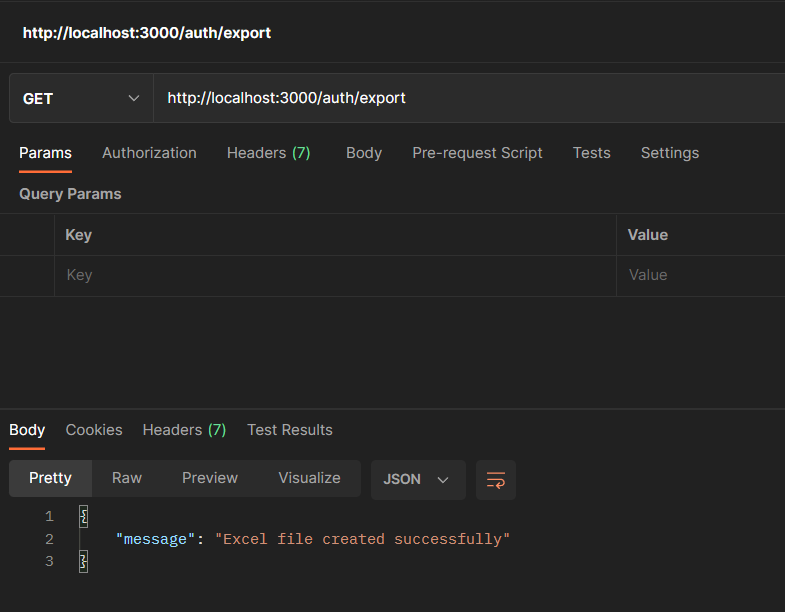 http://localhost:3000/auth/export
GET http://localhost:3000/auth/export
Params Authorization Headers (7) Body Pre-request Script Tests Settings
Query Params
Key Value
Key Value
Body Cookies Headers (7) Test Results
Pretty Raw Preview Visualize JSON
1 {
2 "message": "Excel file created successfully"
3 }